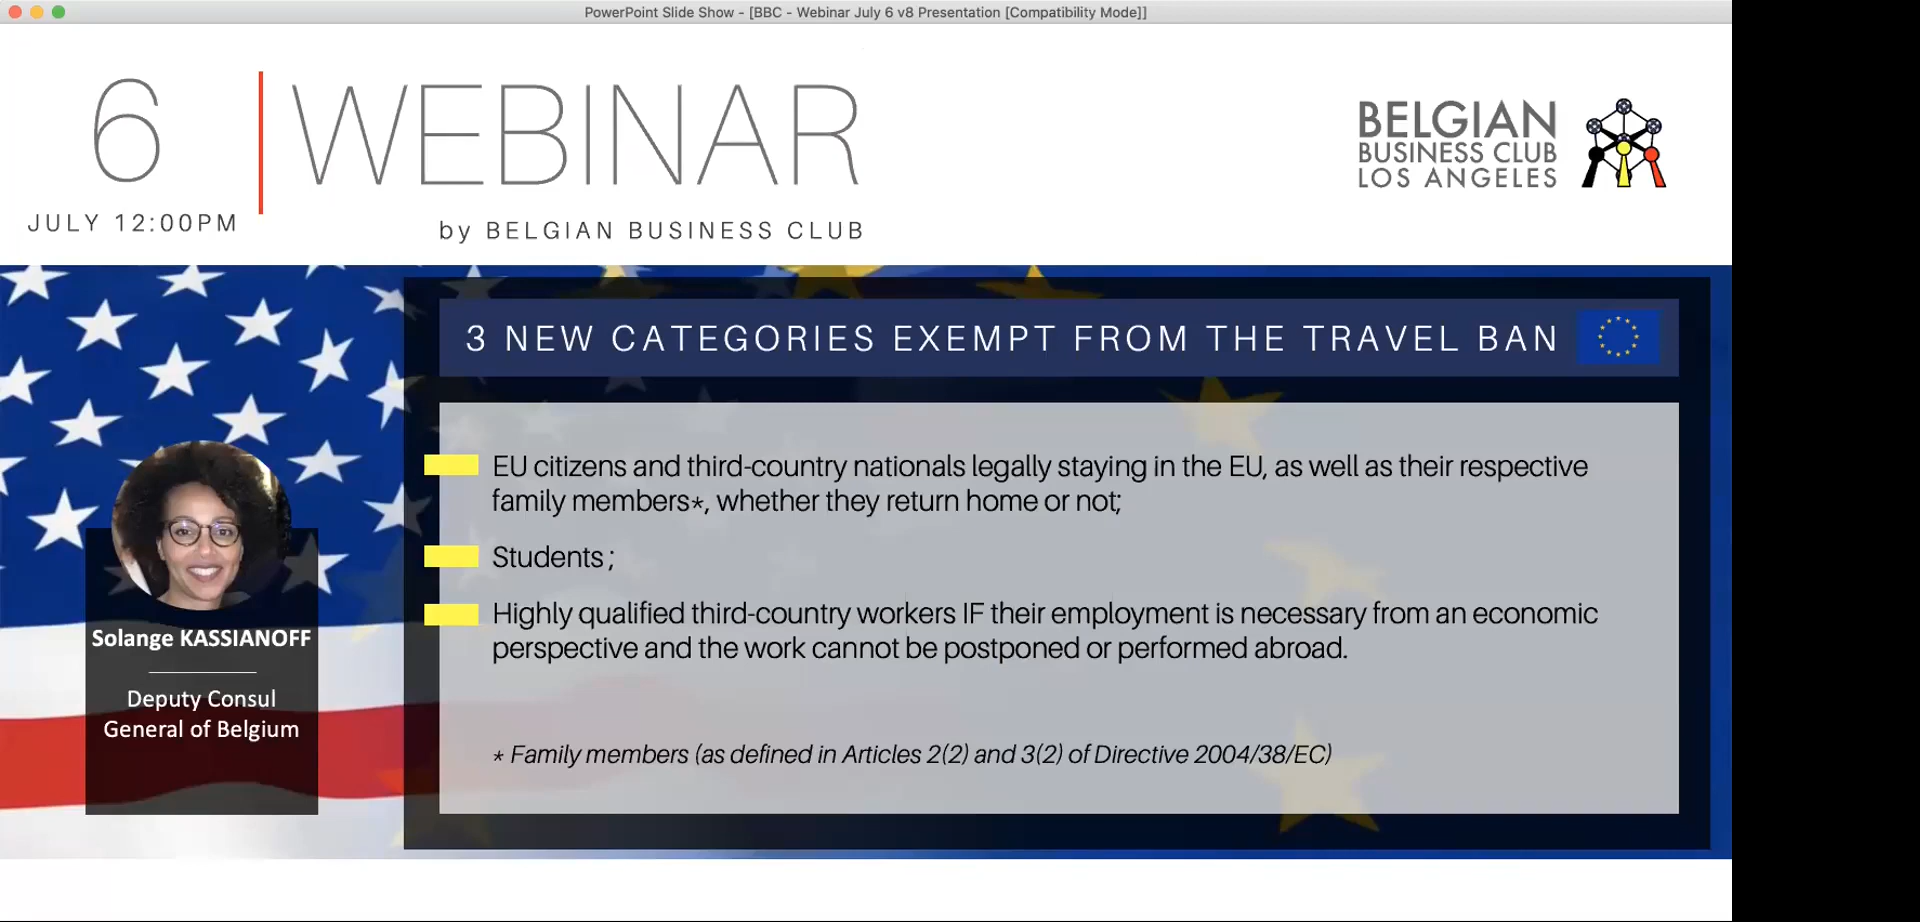 PowerPoint Slide Show - [BBC - Webinar July 6 v8 Presentation [Compatibility Mode]]
6
JULY 12:00PM
WEBINAR
by BELGIAN BUSINESS CLUB
BELGIAN
BUSINESS CLUB
LOS ANGELES
3 NEW CATEGORIES EXEMPT FROM THE TRAVEL BAN
EU citizens and third-country nationals legally staying in the EU, as well as their respective
family members*, whether they return home or not;
Students ;
Highly qualified third-country workers IF their employment is necessary from an economic
perspective and the work cannot be postponed or performed abroad.
* Family members (as defined in Articles 2(2) and 3(2) of Directive 2004/38/EC)
Solange KASSIANOFF
Deputy Consul
General of Belgium